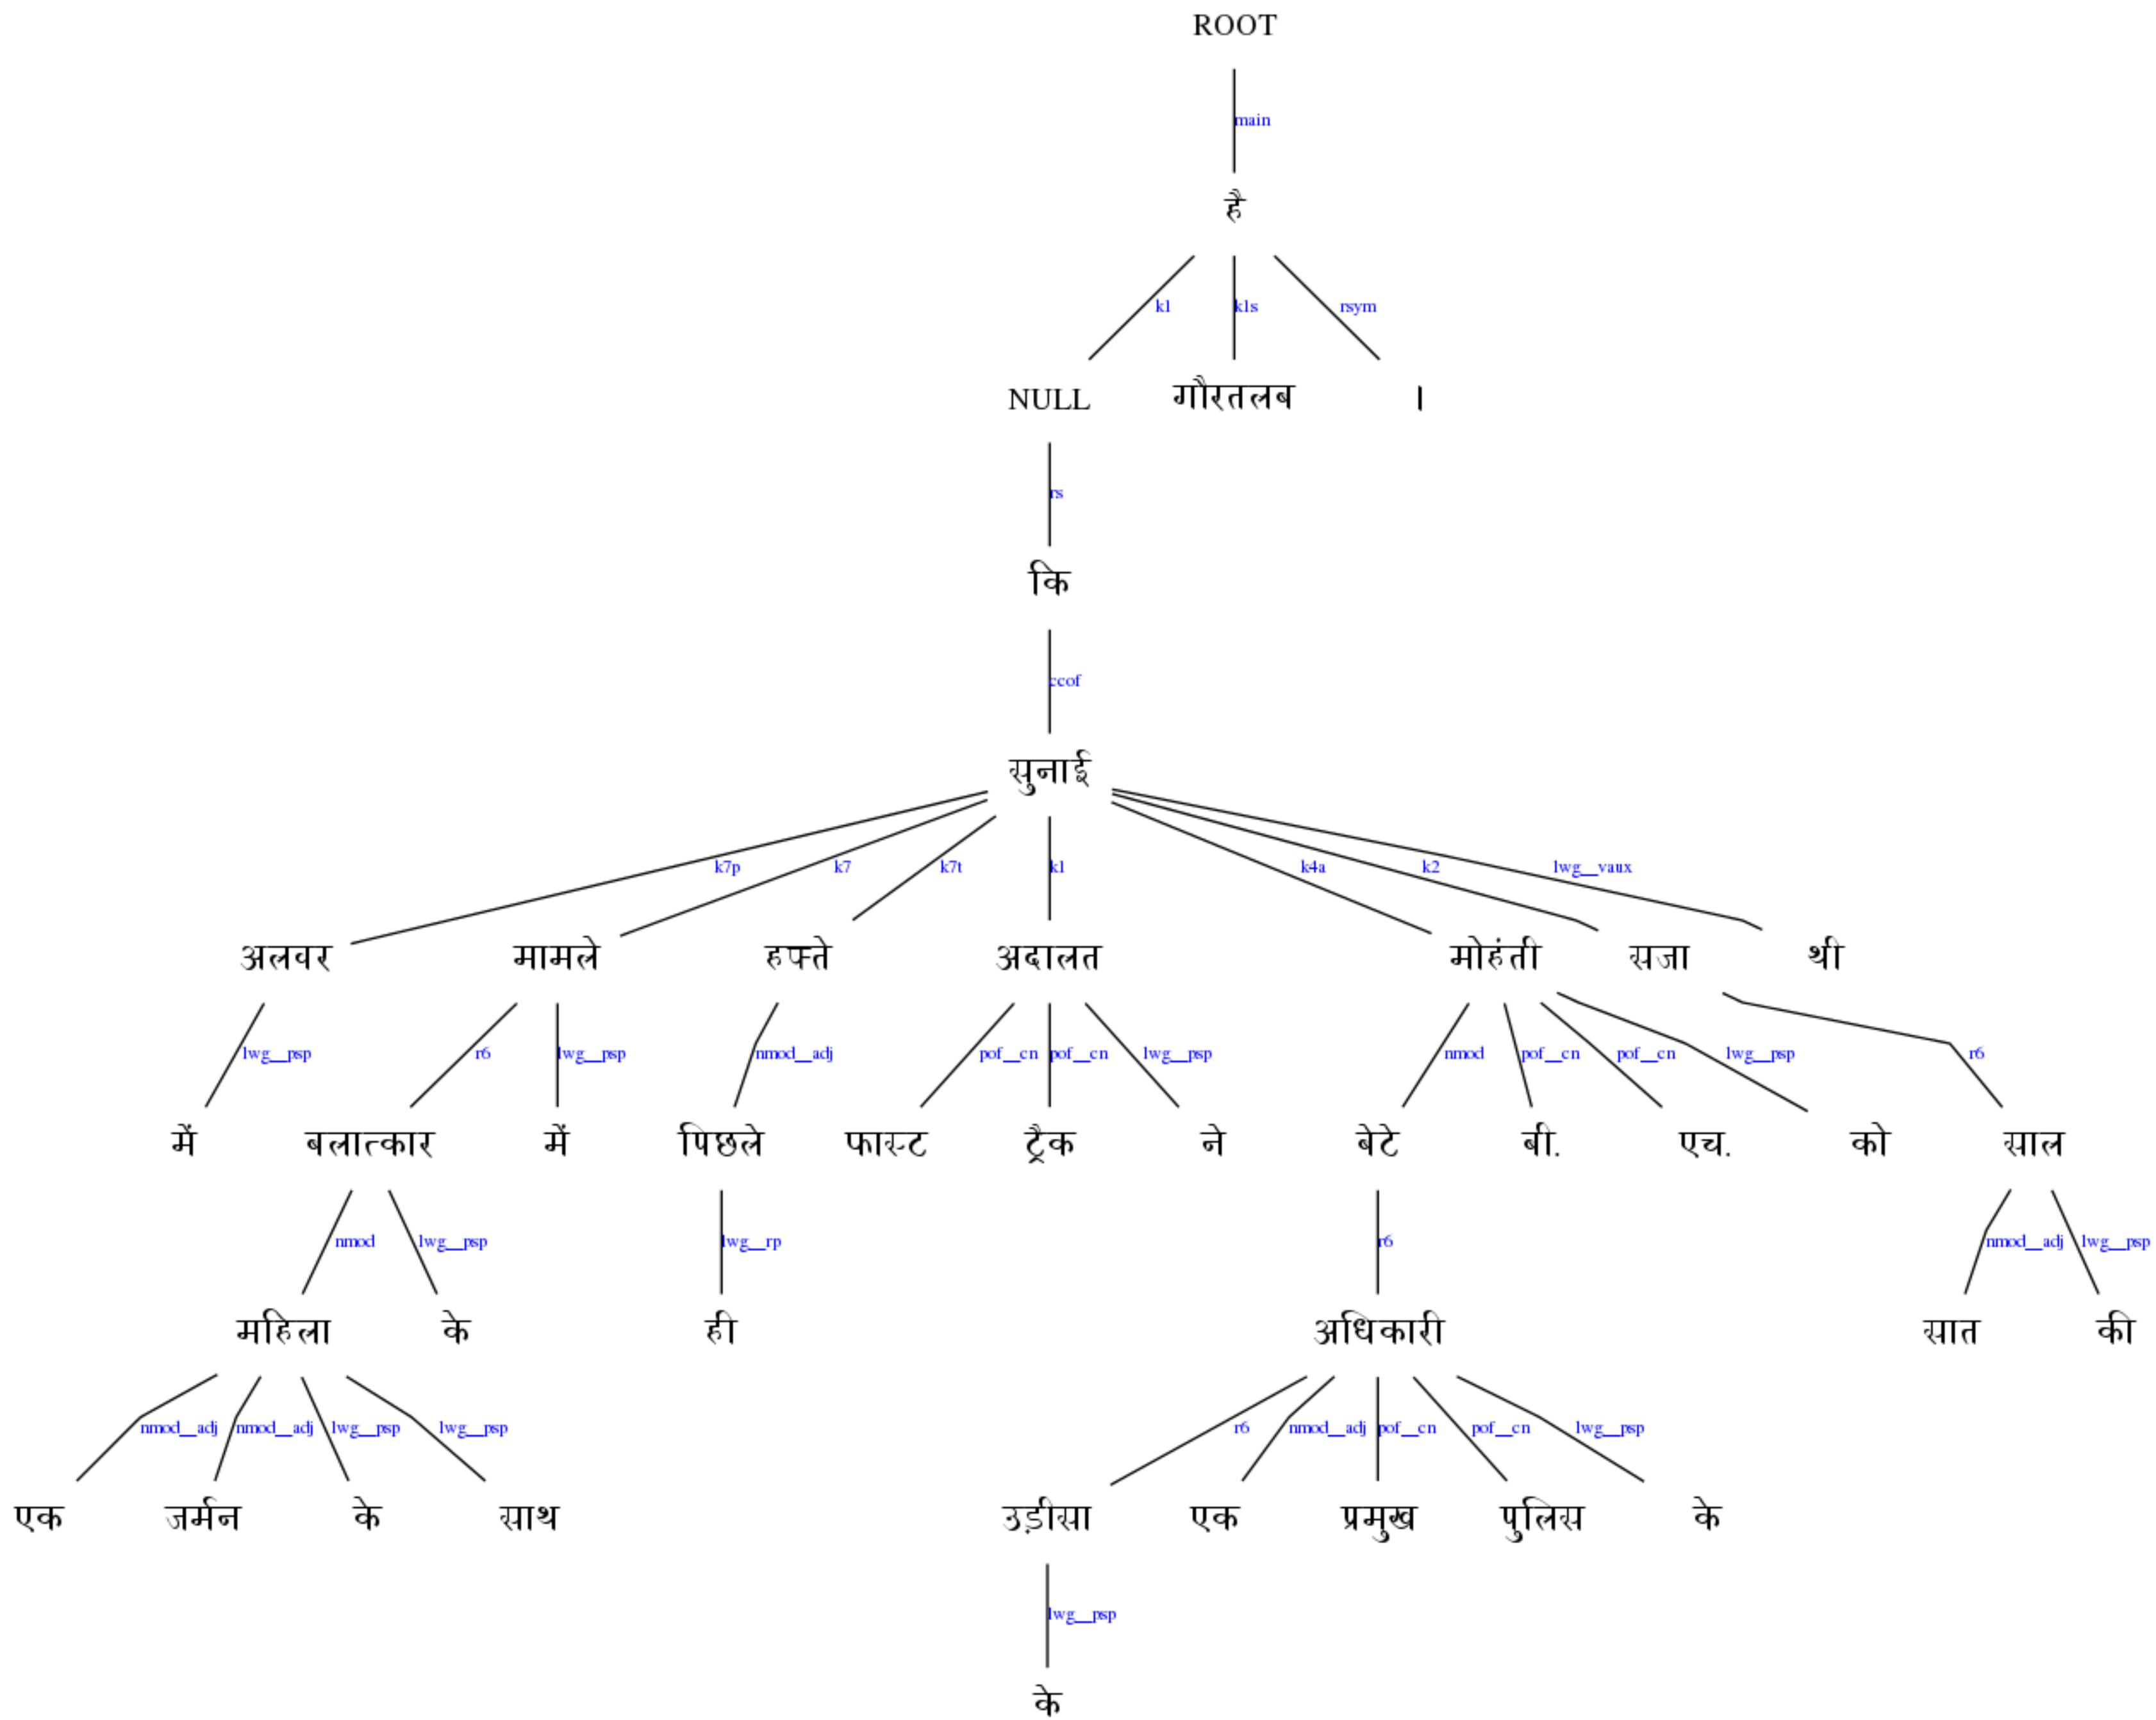 ROOT
main
है
k1 k1s rsym
NULL गौरतलब ।
rs
कि
ccof
सुनाई
k7p k7 k7t k1 k4a k2 lwg__vaux
अलवर मामले हफ्ते अदालत मोहंती सजा थी
lwg__psp r6 lwg__psp nmod__adj pof__cn pof__cn lwg__psp nmod pof__cn pof__cn lwg__psp r6
में बलात्कार में पिछले फास्ट ट्रैक ने बेटे बी. एच. को साल
nmod lwg__psp lwg__rp r6 nmod__adj lwg__psp
महिला के ही अधिकारी सात की
nmod__adj nmod__adj lwg__psp lwg__psp r6 nmod__adj pof__cn pof__cn lwg__psp
एक जर्मन के साथ उड़ीसा एक प्रमुख पुलिस के
lwg__psp
के